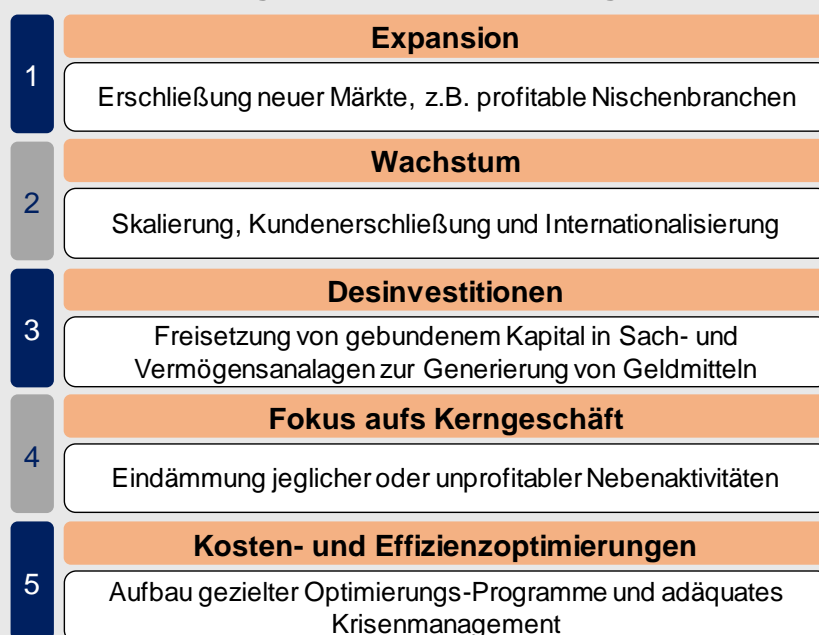 Expansion
1
Erschließung neuer Märkte, z.B. profitable Nischenbranchen
Wachstum
2
Skalierung, Kundenerschließung und Internationalisierung
Desinvestitionen
3
Freisetzung von gebundenem Kapital in Sach- und
Vermögensanalagen zur Generierung von Geldmitteln
Fokus aufs Kerngeschäft
4
Eindämmung jeglicher oder unprofitabler Nebenaktivitäten
Kosten- und Effizienzoptimierungen
5
Aufbau gezielter Optimierungs-Programme und adäquates
Krisenmanagement